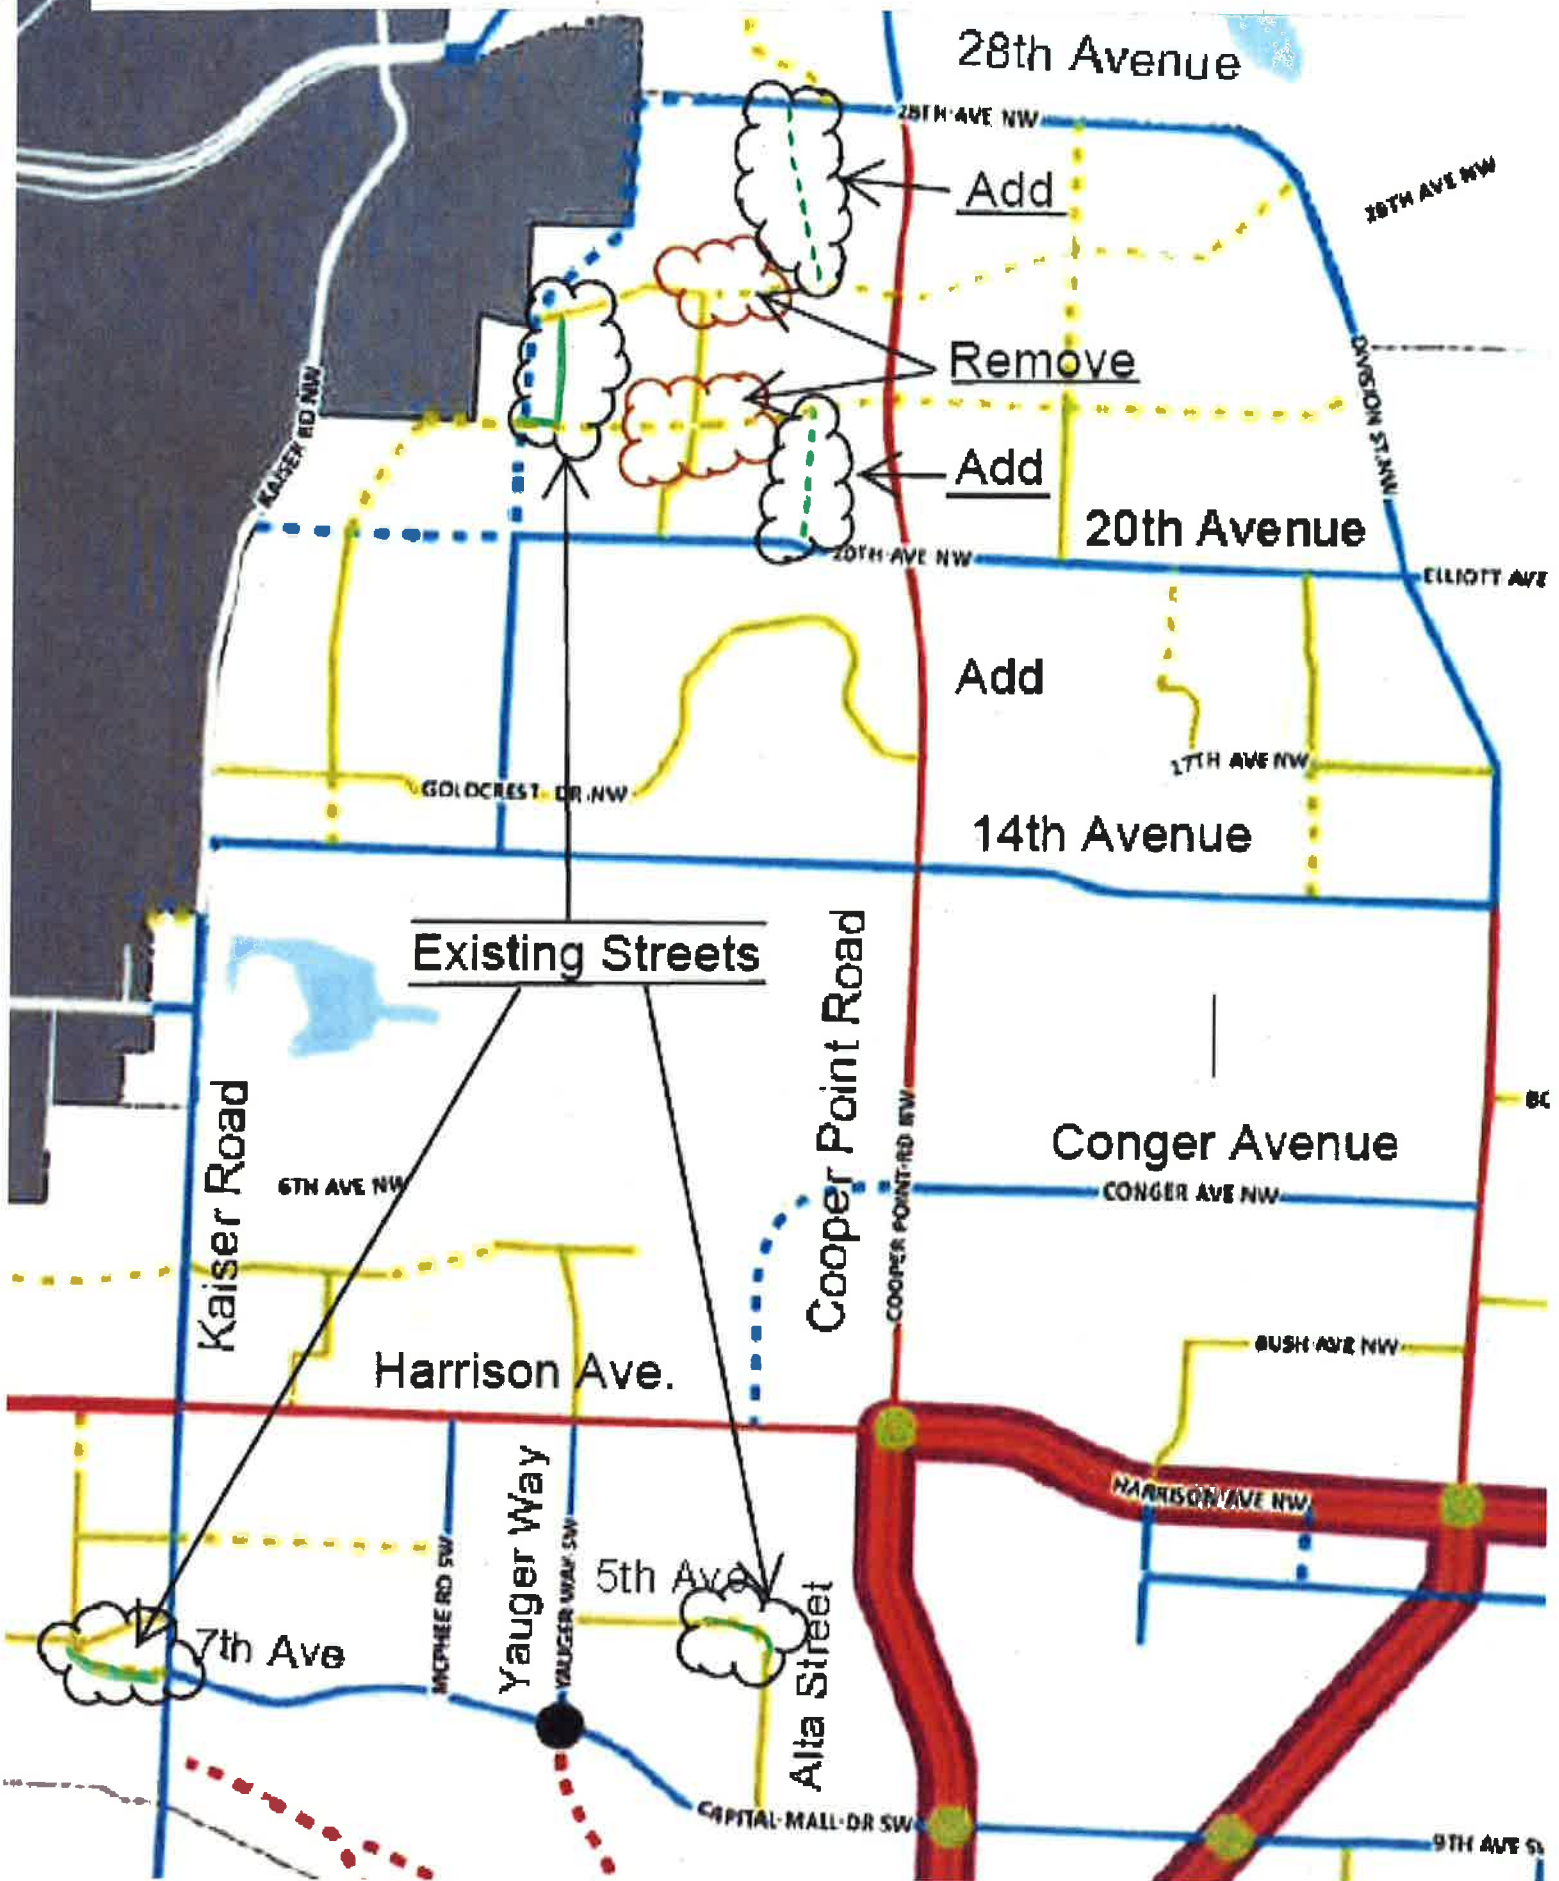 28th Avenue
28TH AVE NW
28TH AVE NW
Add
Remove
DIVISION ST NW
KAISER RD NW
Add
20th Avenue
20TH AVE NW
ELLIOTT AVE
Add
17TH AVE NW
GOLDCREST DR NW
14th Avenue
Existing Streets
Cooper Point Road
COOPER POINT RD NW
Kaiser Road
6TH AVE NW
Conger Avenue
CONGER AVE NW
BUSH AVE NW
Harrison Ave.
HARRISON AVE NW
MCPHEE RD SW
Yauger Way
YAUGER WAY SW
5th Ave
7th Ave
Alta Street
CAPITAL MALL DR SW
9TH AVE S